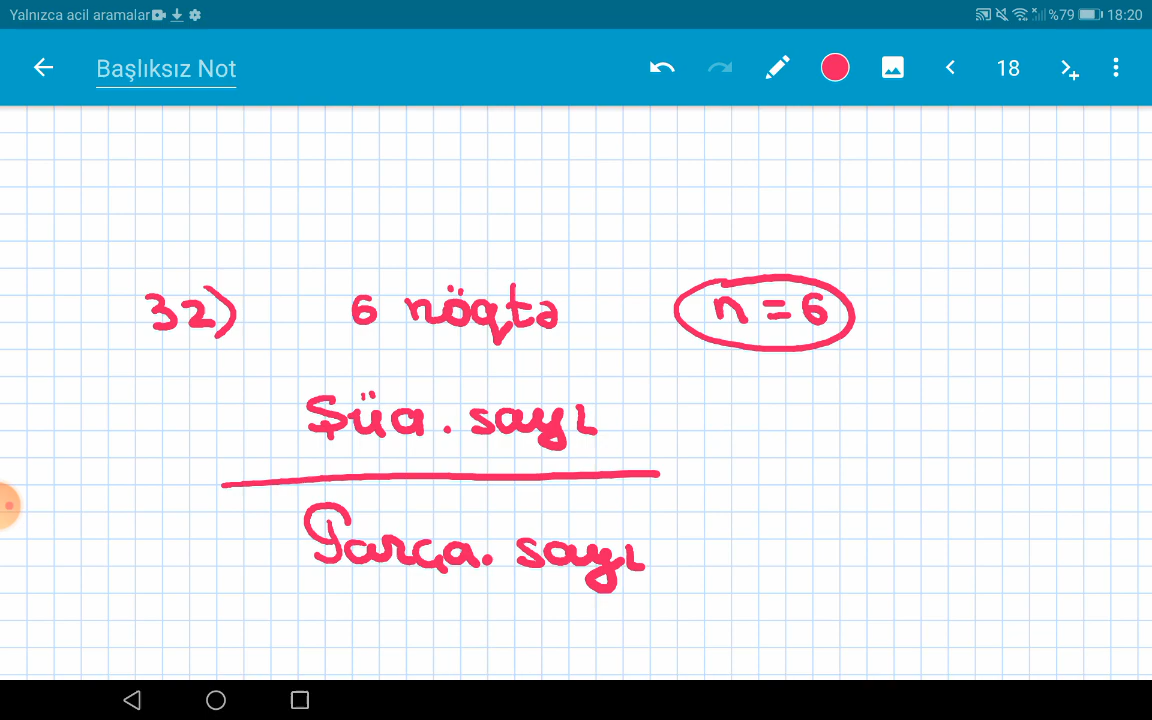 Yalnızca acil aramalar %79 18:20
Başlıksız Not 18
32) 6 nöqtə n = 6
Şüa. sayı
Parça. sayı